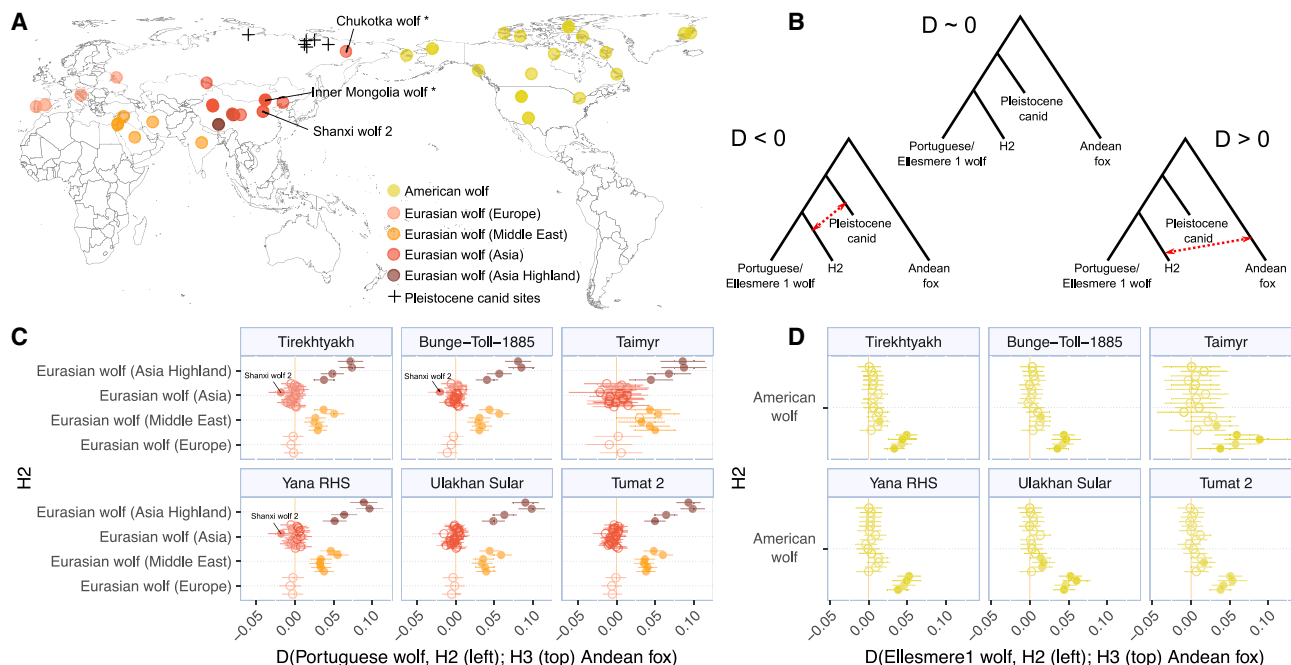 A
Chukotka wolf *
Inner Mongolia wolf *
Shanxi wolf 2
American wolf
Eurasian wolf (Europe)
Eurasian wolf (Middle East)
Eurasian wolf (Asia)
Eurasian wolf (Asia Highland)
Pleistocene canid sites
B
D ~ 0
Pleistocene
canid
Portuguese/
Ellesmere 1 wolf
H2
Andean
fox
D < 0
Pleistocene
canid
Portuguese/
Ellesmere 1 wolf
H2
Andean
fox
D > 0
Pleistocene
canid
Portuguese/
Ellesmere 1 wolf
H2
Andean
fox
C
Tirekhtyakh
Bunge−Toll−1885
Taimyr
Eurasian wolf (Asia Highland)
Shanxi wolf 2
Shanxi wolf 2
Eurasian wolf (Asia)
Eurasian wolf (Middle East)
Eurasian wolf (Europe)
H2
Yana RHS
Ulakhan Sular
Tumat 2
Eurasian wolf (Asia Highland)
Shanxi wolf 2
Eurasian wolf (Asia)
Eurasian wolf (Middle East)
Eurasian wolf (Europe)
−0.05 0.00 0.05 0.10 −0.05 0.00 0.05 0.10 −0.05 0.00 0.05 0.10
D(Portuguese wolf, H2 (left); H3 (top) Andean fox)
D
Tirekhtyakh
Bunge−Toll−1885
Taimyr
American
wolf
H2
Yana RHS
Ulakhan Sular
Tumat 2
American
wolf
−0.05 0.00 0.05 0.10 −0.05 0.00 0.05 0.10 −0.05 0.00 0.05 0.10
D(Ellesmere1 wolf, H2 (left); H3 (top) Andean fox)